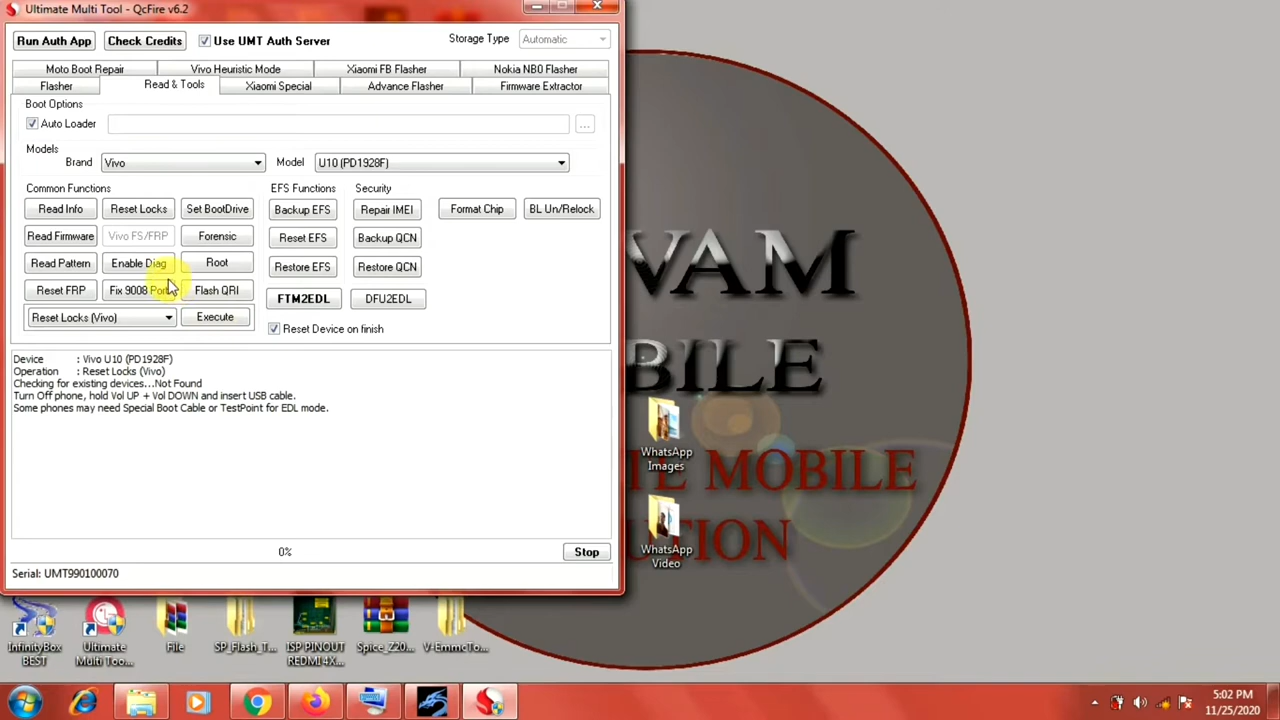 Ultimate Multi Tool - QcFire v6.2
Run Auth App
Check Credits
Use UMT Auth Server
Storage Type
Automatic
Moto Boot Repair
Vivo Heuristic Mode
Xiaomi FB Flasher
Nokia NB0 Flasher
Flasher
Read & Tools
Xiaomi Special
Advance Flasher
Firmware Extractor
Boot Options
Auto Loader
...
Models
Brand
Vivo
Model
U10 (PD1928F)
Common Functions
EFS Functions
Security
Read Info
Reset Locks
Set BootDrive
Backup EFS
Repair IMEI
Format Chip
BL Un/Relock
Read Firmware
Vivo FS/FRP
Forensic
Reset EFS
Backup QCN
Read Pattern
Enable Diag
Root
Restore EFS
Restore QCN
Reset FRP
Fix 9008 Port
Flash QRI
FTM2EDL
DFU2EDL
Reset Locks (Vivo)
Execute
Reset Device on finish
Device : Vivo U10 (PD1928F)
Operation : Reset Locks (Vivo)
Checking for existing devices...Not Found
Turn Off phone, hold Vol UP + Vol DOWN and insert USB cable.
Some phones may need Special Boot Cable or TestPoint for EDL mode.
0%
Stop
Serial: UMT990100070
VAM
BILE
TE MOBILE
TION
WhatsApp
Images
WhatsApp
Video
InfinityBox
BEST
Ultimate
Multi Too...
File
SP_Flash_T...
ISP PINOUT
REDMI 4X...
Spice_Z20...
V-EmmcTo...
5:02 PM
11/25/2020